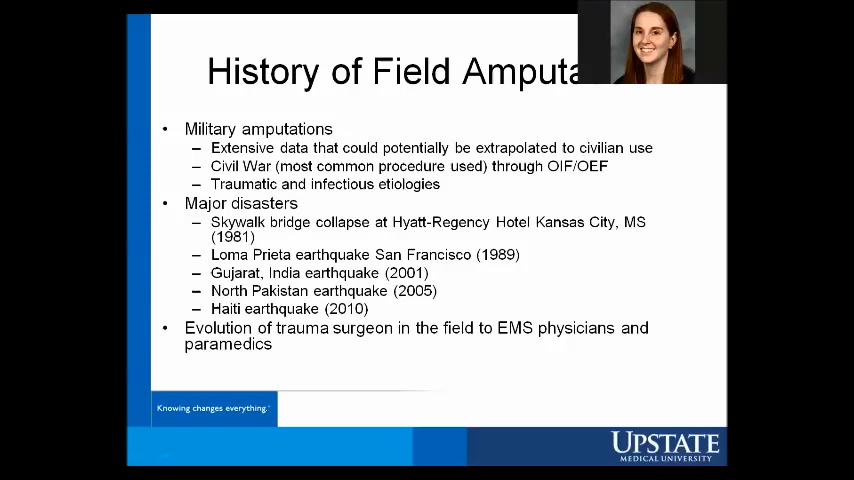 History of Field Amputa
• Military amputations
– Extensive data that could potentially be extrapolated to civilian use
– Civil War (most common procedure used) through OIF/OEF
– Traumatic and infectious etiologies
• Major disasters
– Skywalk bridge collapse at Hyatt-Regency Hotel Kansas City, MS
(1981)
– Loma Prieta earthquake San Francisco (1989)
– Gujarat, India earthquake (2001)
– North Pakistan earthquake (2005)
– Haiti earthquake (2010)
• Evolution of trauma surgeon in the field to EMS physicians and
paramedics
Knowing changes everything.
UPSTATE
MEDICAL UNIVERSITY